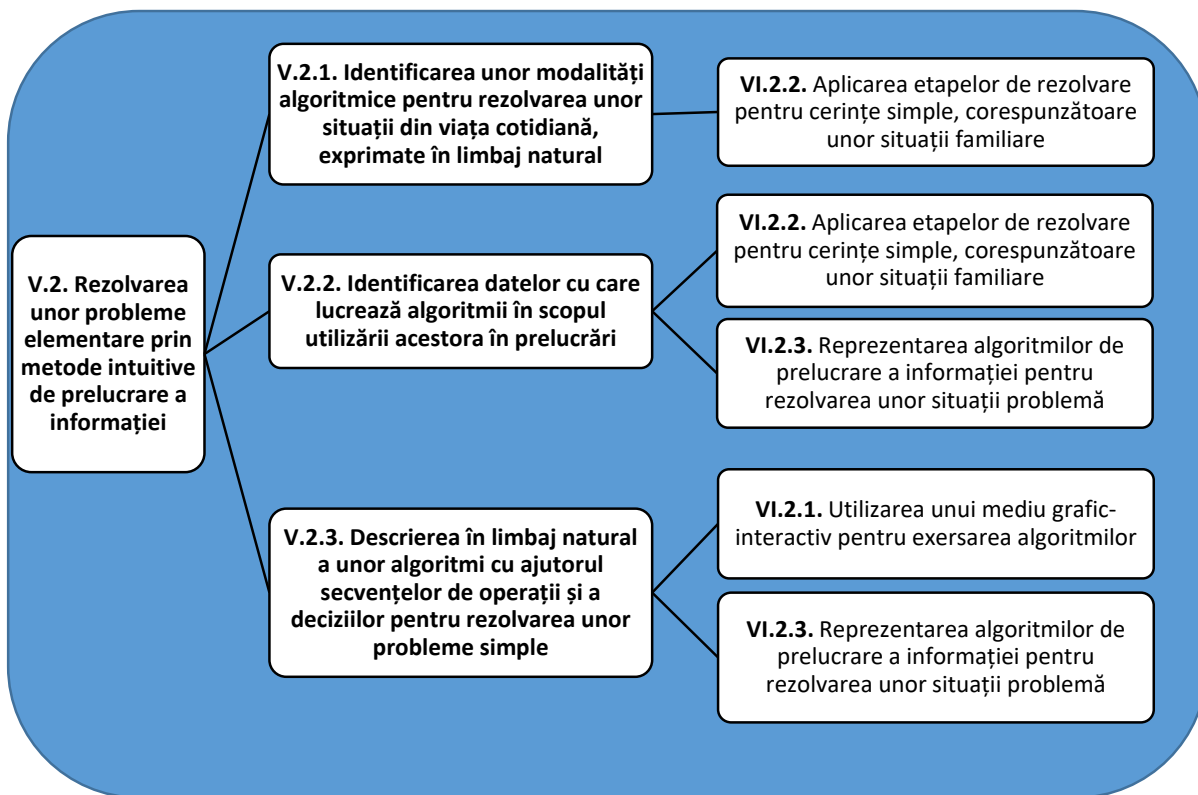 V.2. Rezolvarea
unor probleme
elementare prin
metode intuitive
de prelucrare a
informației
V.2.1. Identificarea unor modalități
algoritmice pentru rezolvarea unor
situații din viața cotidiană,
exprimate în limbaj natural
VI.2.2. Aplicarea etapelor de rezolvare
pentru cerințe simple, corespunzătoare
unor situații familiare
V.2.2. Identificarea datelor cu care
lucrează algoritmii în scopul
utilizării acestora în prelucrări
VI.2.2. Aplicarea etapelor de rezolvare
pentru cerințe simple, corespunzătoare
unor situații familiare
VI.2.3. Reprezentarea algoritmilor de
prelucrare a informației pentru
rezolvarea unor situații problemă
V.2.3. Descrierea în limbaj natural
a unor algoritmi cu ajutorul
secvențelor de operații și a
deciziilor pentru rezolvarea unor
probleme simple
VI.2.1. Utilizarea unui mediu grafic-
interactiv pentru exersarea algoritmilor
VI.2.3. Reprezentarea algoritmilor de
prelucrare a informației pentru
rezolvarea unor situații problemă